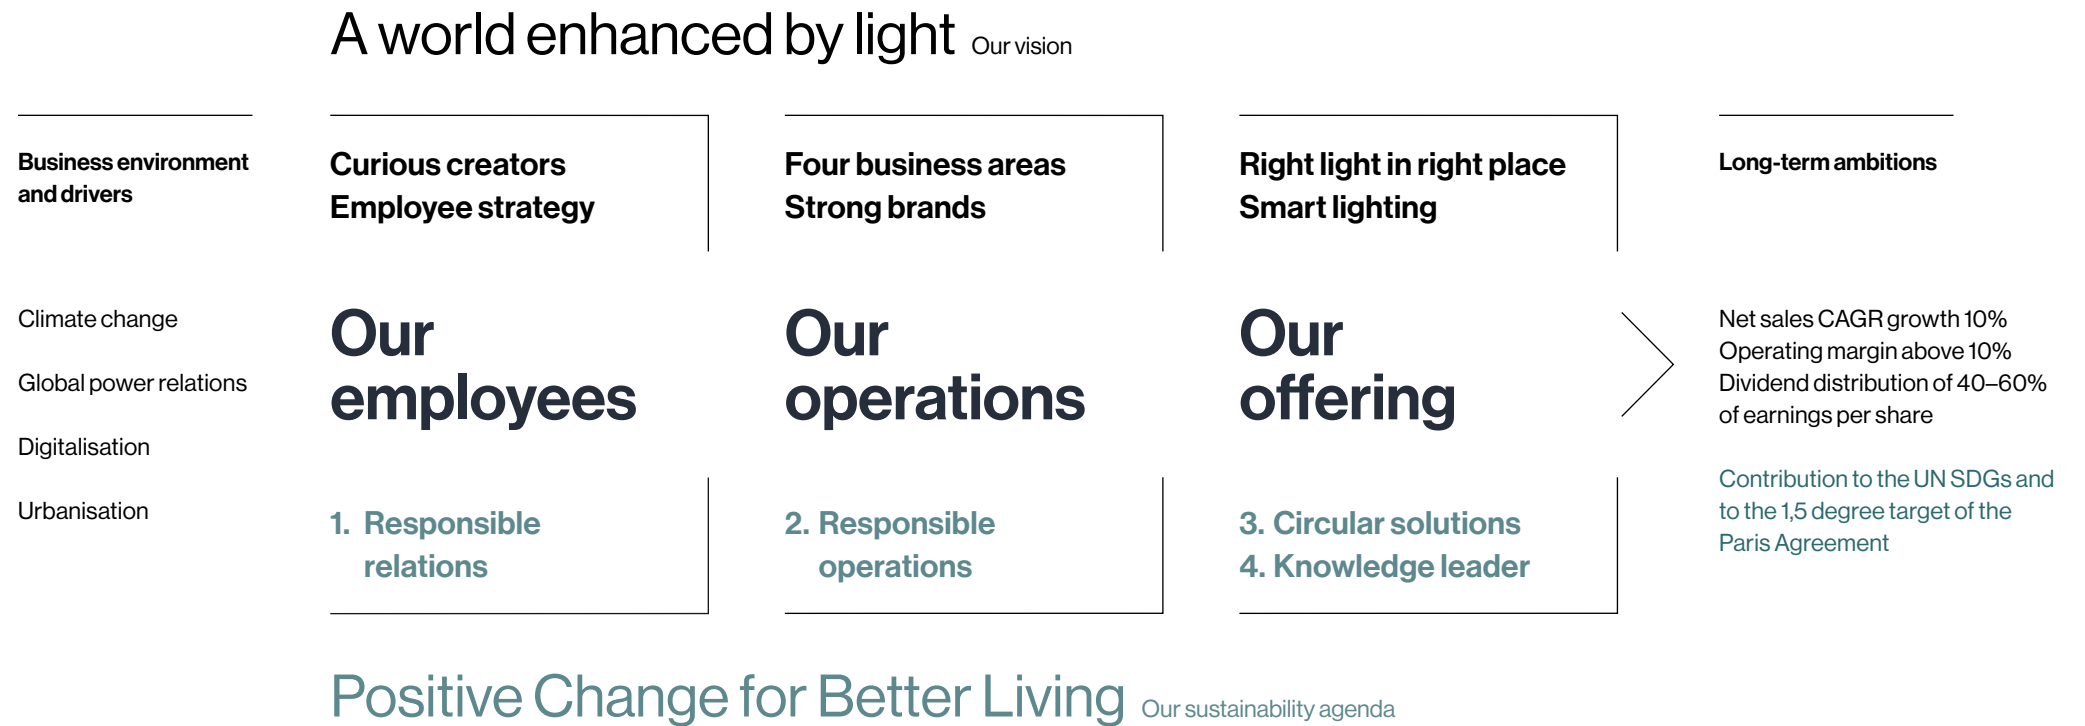 A world enhanced by light Our vision
Business environment
and drivers
Climate change
Global power relations
Digitalisation
Urbanisation
Curious creators
Employee strategy
Our
employees
1. Responsible
relations
Four business areas
Strong brands
Our
operations
2. Responsible
operations
Right light in right place
Smart lighting
Our
offering
3. Circular solutions
4. Knowledge leader
Long-term ambitions
Net sales CAGR growth 10%
Operating margin above 10%
Dividend distribution of 40–60%
of earnings per share
Contribution to the UN SDGs and
to the 1,5 degree target of the
Paris Agreement
Positive Change for Better Living Our sustainability agenda